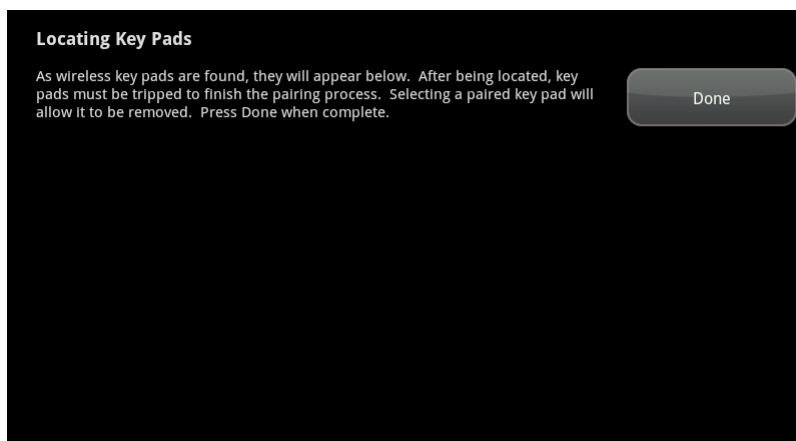 Locating Key Pads
As wireless key pads are found, they will appear below.  After being located, key
pads must be tripped to finish the pairing process.  Selecting a paired key pad will
allow it to be removed.  Press Done when complete.
Done